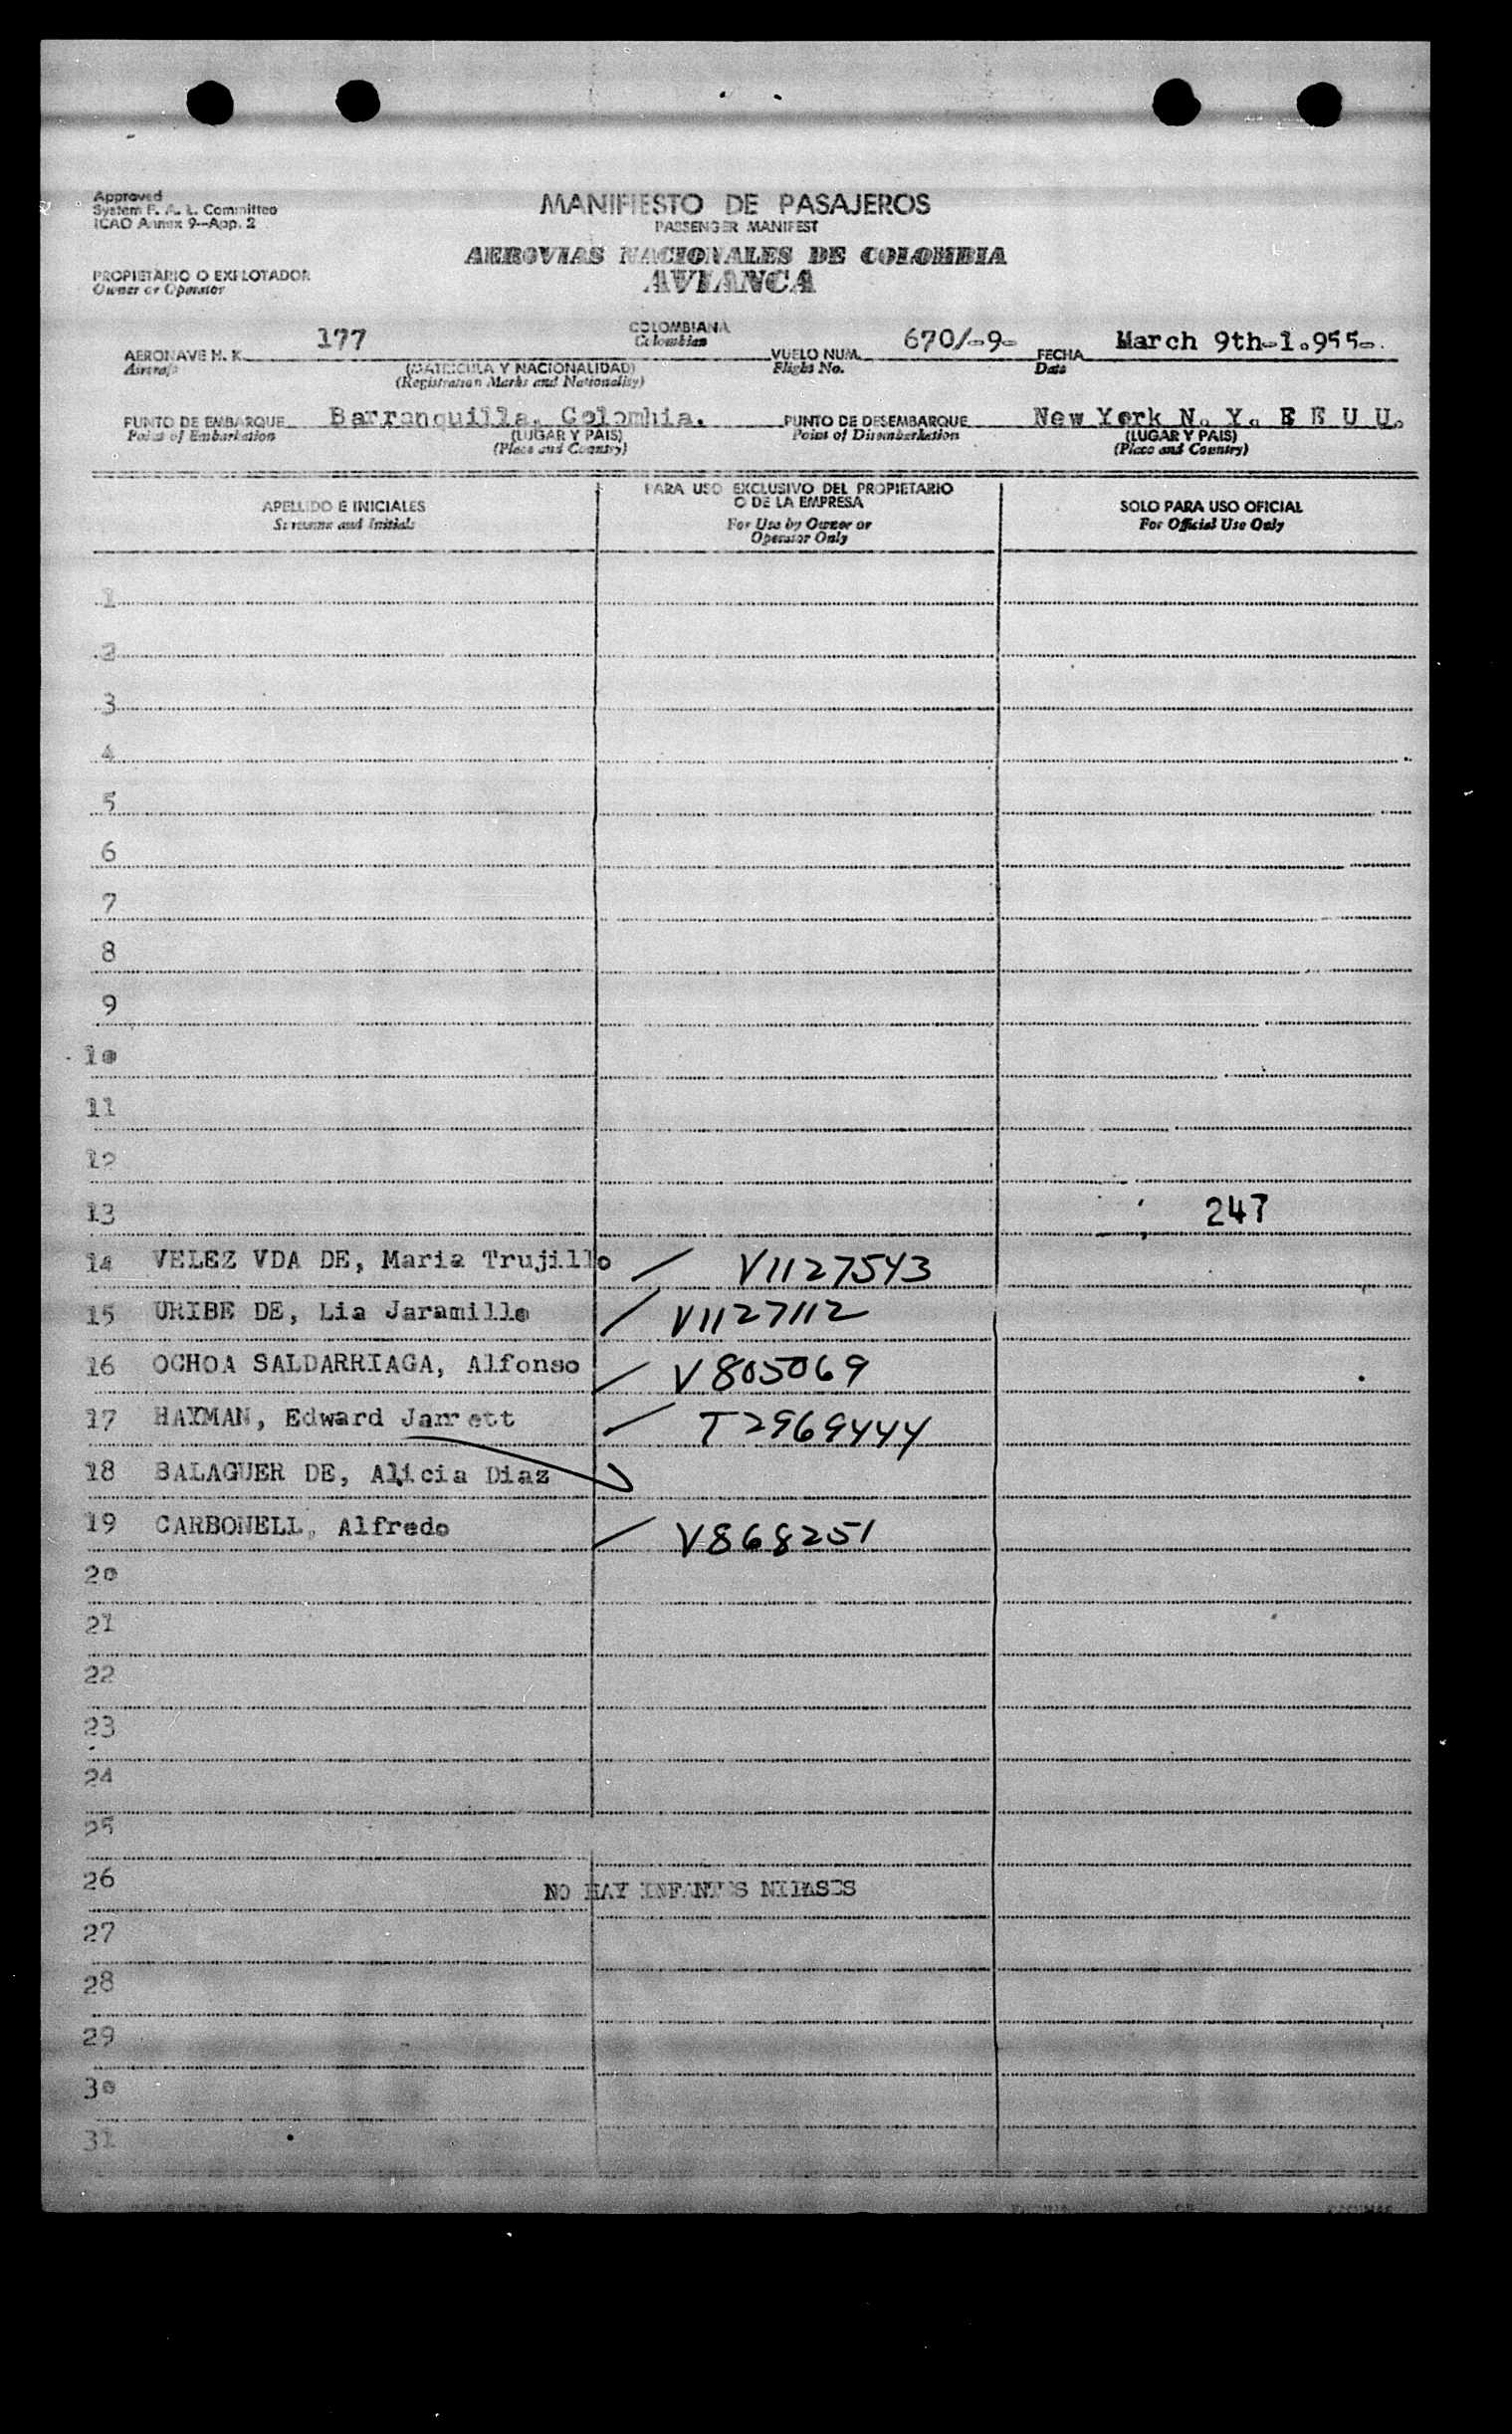 Approved
System F. A. L. Committee
ICAO Annex 9--App. 2
MANIFIESTO DE PASAJEROS
PASSENGER MANIFEST
AEROVIAS NACIONALES DE COLOMBIA
AVIANCA
PROPIETARIO O EXPLOTADOR
Owner or Operator
AERONAVE H. K. 177 COLOMBIANA VUELO NUM. 670/-9- FECHA March 9th-1.955-.
Aircraft (MATRICULA Y NACIONALIDAD) Colombian Flight No. Date
(Registration Marks and Nationality)
PUNTO DE EMBARQUE Barranquilla, Colombia. PUNTO DE DESEMBARQUE New York N. Y. E E U U.
Point of Embarkation (LUGAR Y PAIS) Point of Disembarkation (LUGAR Y PAIS)
(Place and Country) (Place and Country)
APELLIDO E INICIALES PARA USO EXCLUSIVO DEL PROPIETARIO O DE LA EMPRESA SOLO PARA USO OFICIAL
Surname and Initials For Use by Owner or Operator Only For Official Use Only
1
2
3
4
5
6
7
8
9
10
11
12
13 247
14 VELEZ VDA DE, Maria Trujillo V1127543
15 URIBE DE, Lia Jaramillo V1127112
16 OCHOA SALDARRIAGA, Alfonso V805069
17 HAYMAN, Edward Jarrett T2969444
18 BALAGUER DE, Alicia Diaz
19 CARBONELL, Alfredo V868251
20
21
22
23
24
25
26 NO HAY INFANTES
27
28
29
30
31